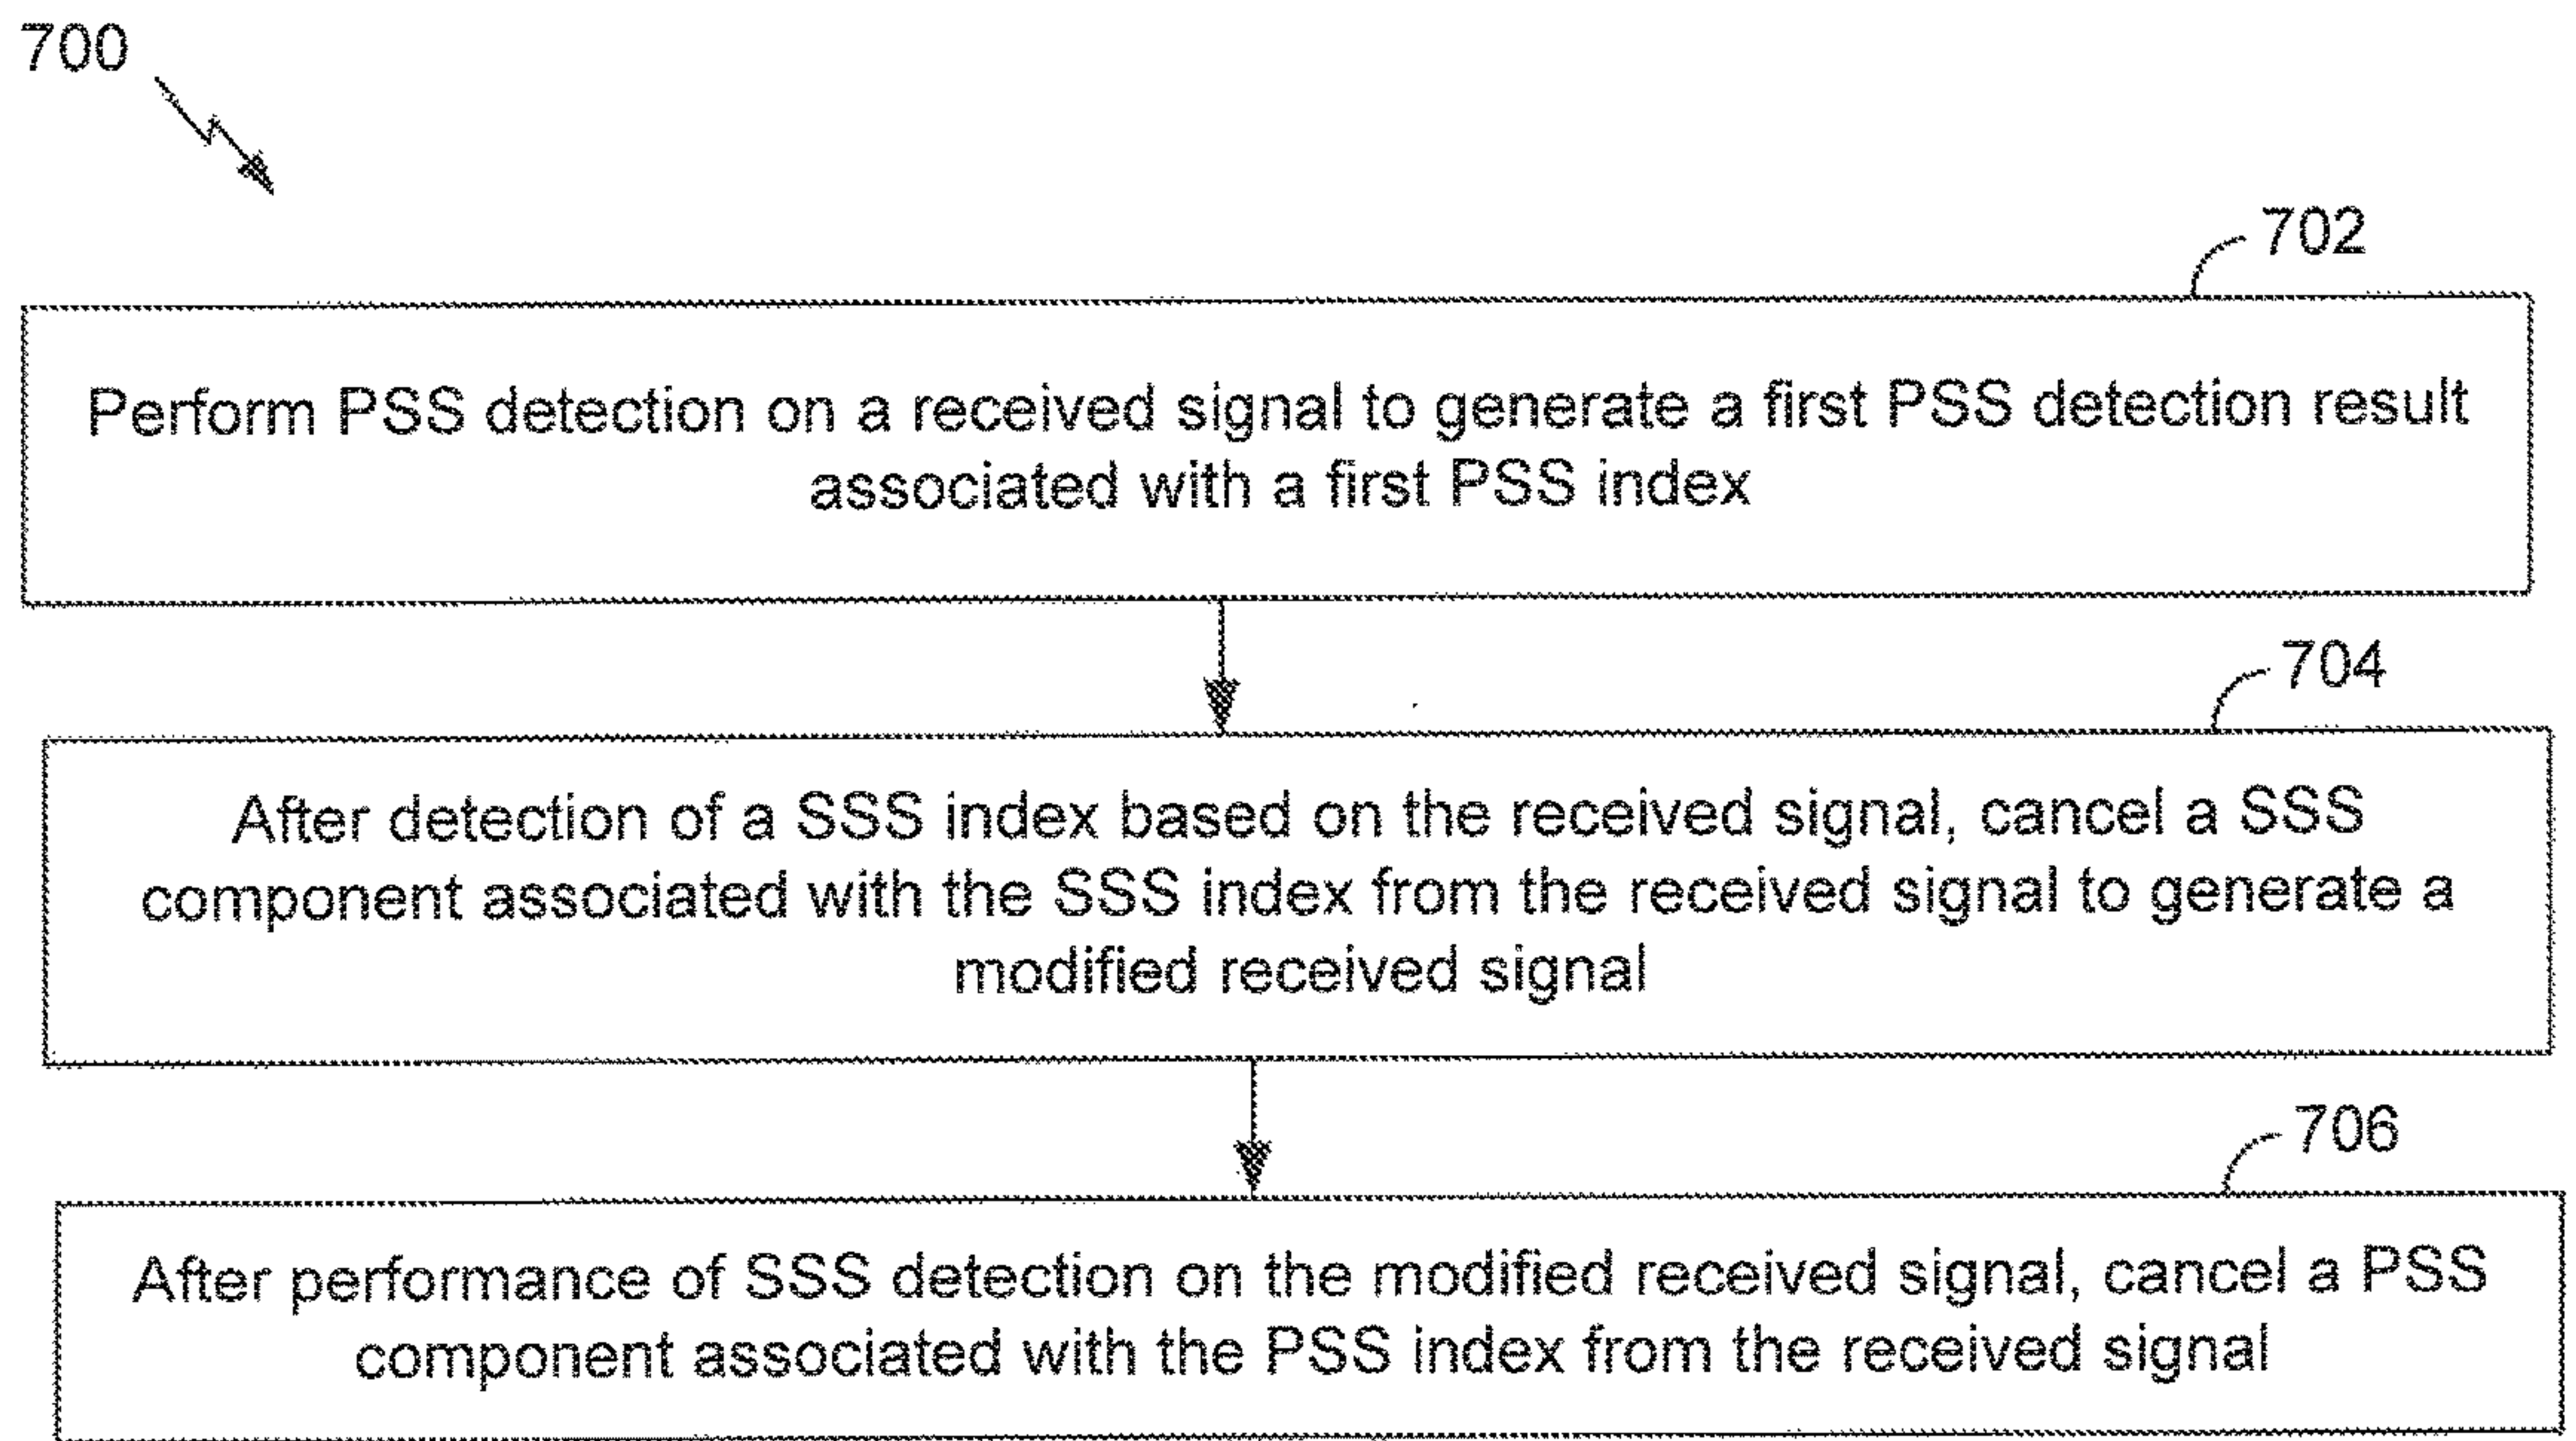 700
702
Perform PSS detection on a received signal to generate a first PSS detection result
associated with a first PSS index
704
After detection of a SSS index based on the received signal, cancel a SSS
component associated with the SSS index from the received signal to generate a
modified received signal
706
After performance of SSS detection on the modified received signal, cancel a PSS
component associated with the PSS index from the received signal